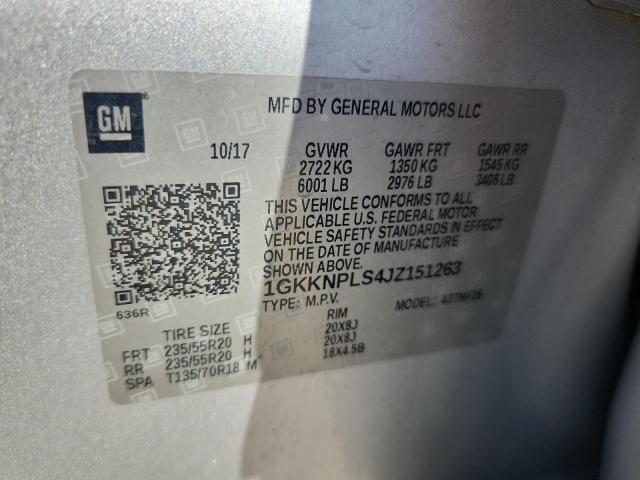 GM
MFD BY GENERAL MOTORS LLC
10/17 GVWR GAWR FRT GAWR RR
2722 KG 1350 KG 1545 KG
6001 LB 2976 LB 3406 LB
THIS VEHICLE CONFORMS TO ALL
APPLICABLE U.S. FEDERAL MOTOR
VEHICLE SAFETY STANDARDS IN EFFECT
ON THE DATE OF MANUFACTURE
SHOWN ABOVE.
1GKKNPLS4JZ151263
TYPE: M.P.V. MODEL:
636R
TIRE SIZE RIM
FRT 235/55R20 H 20X8J
RR 235/55R20 H 20X8J
SPA T135/70R18 M 18X4.5B